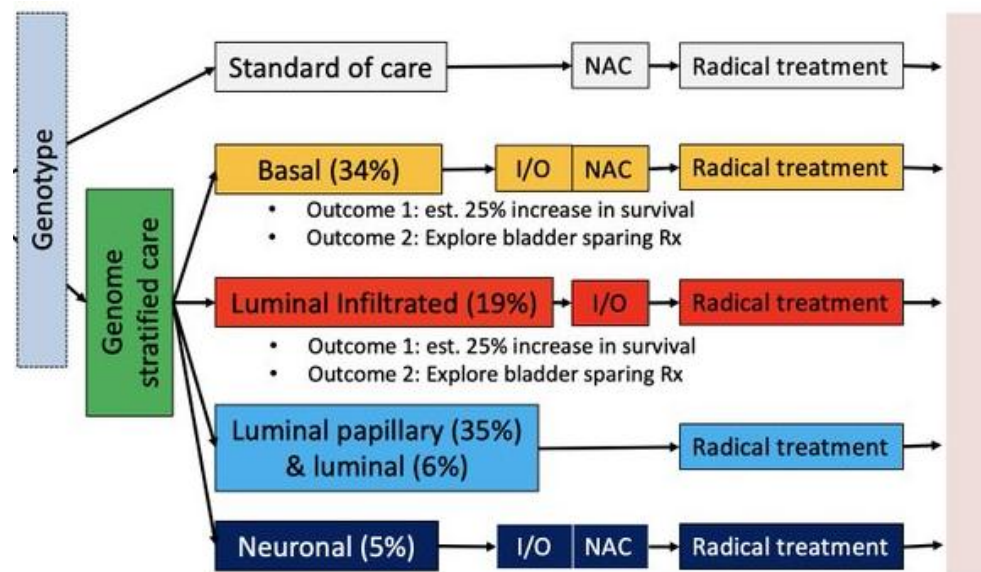 Genotype
Standard of care
NAC
Radical treatment
Genome
stratified care
Basal (34%)
I/O
NAC
Radical treatment
• Outcome 1: est. 25% increase in survival
• Outcome 2: Explore bladder sparing Rx
Luminal Infiltrated (19%)
I/O
Radical treatment
• Outcome 1: est. 25% increase in survival
• Outcome 2: Explore bladder sparing Rx
Luminal papillary (35%)
& luminal (6%)
Radical treatment
Neuronal (5%)
I/O
NAC
Radical treatment